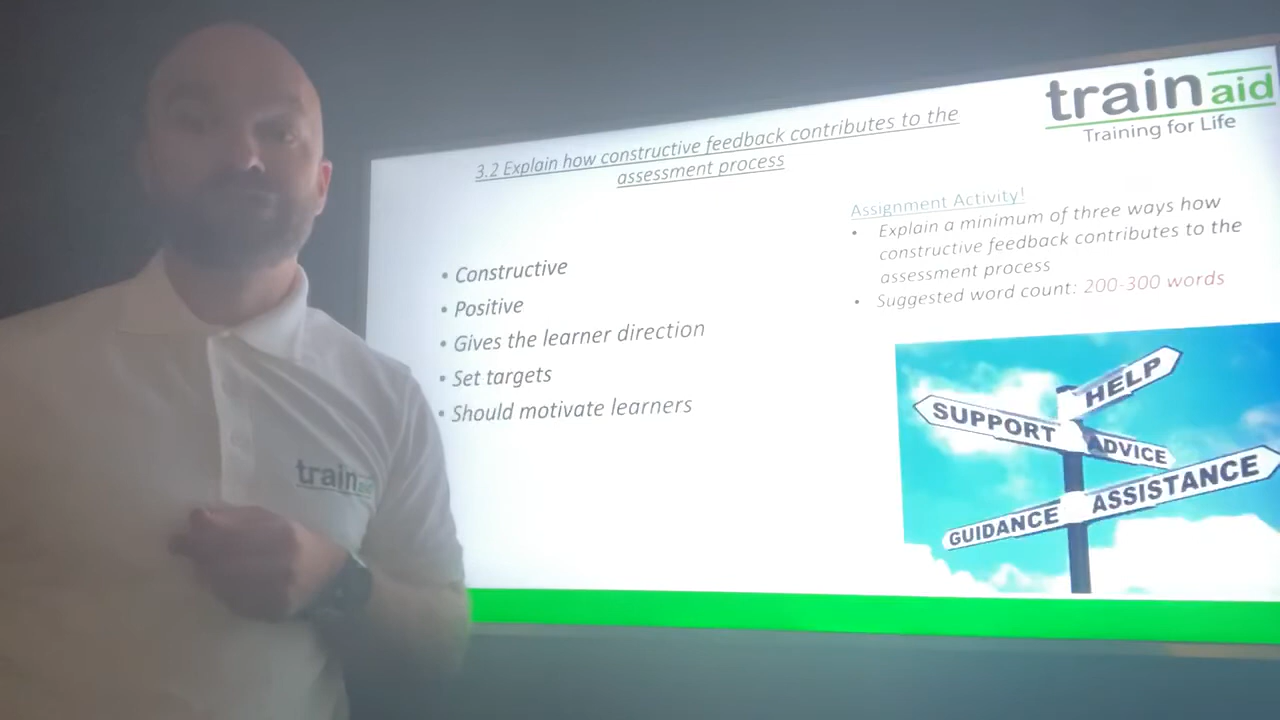 train aid
Training for Life
3.2 Explain how constructive feedback contributes to the
assessment process
• Constructive
• Positive
• Gives the learner direction
• Set targets
• Should motivate learners
Assignment Activity!
• Explain a minimum of three ways how
constructive feedback contributes to the
assessment process
• Suggested word count: 200-300 words
HELP
SUPPORT
ADVICE
ASSISTANCE
GUIDANCE
train aid